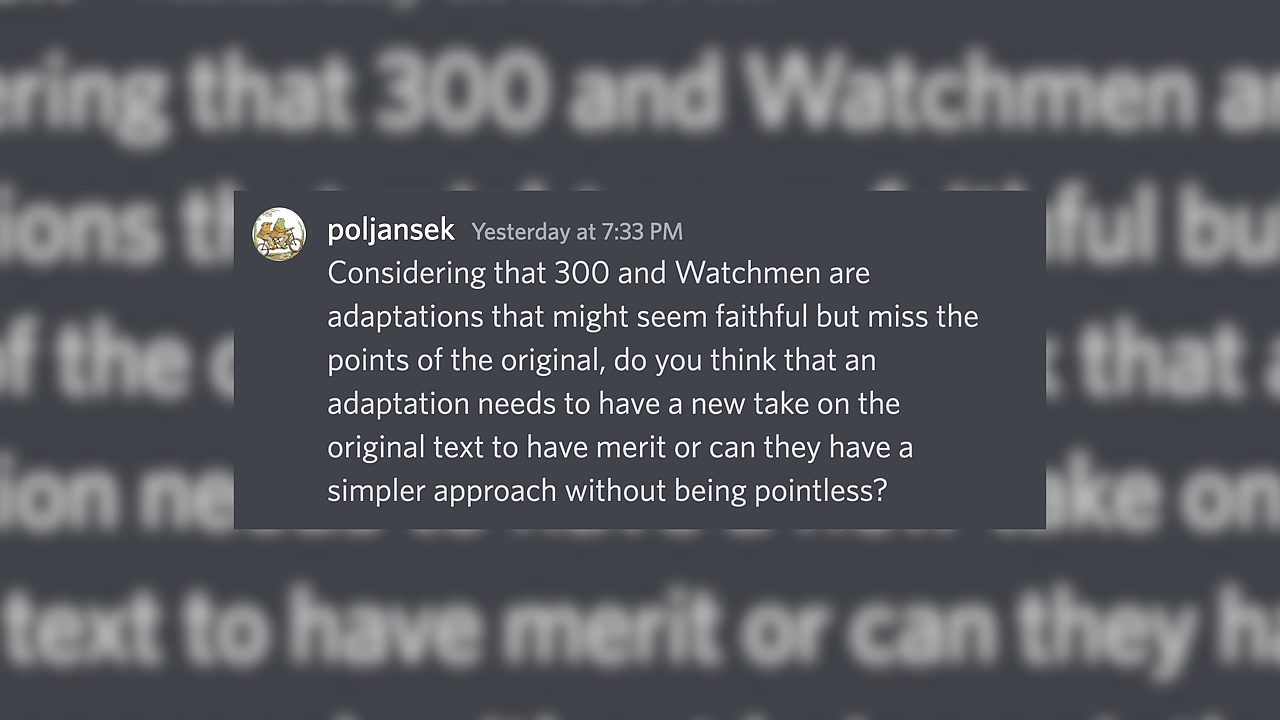 poljansek Yesterday at 7:33 PM
Considering that 300 and Watchmen are
adaptations that might seem faithful but miss the
points of the original, do you think that an
adaptation needs to have a new take on the
original text to have merit or can they have a
simpler approach without being pointless?